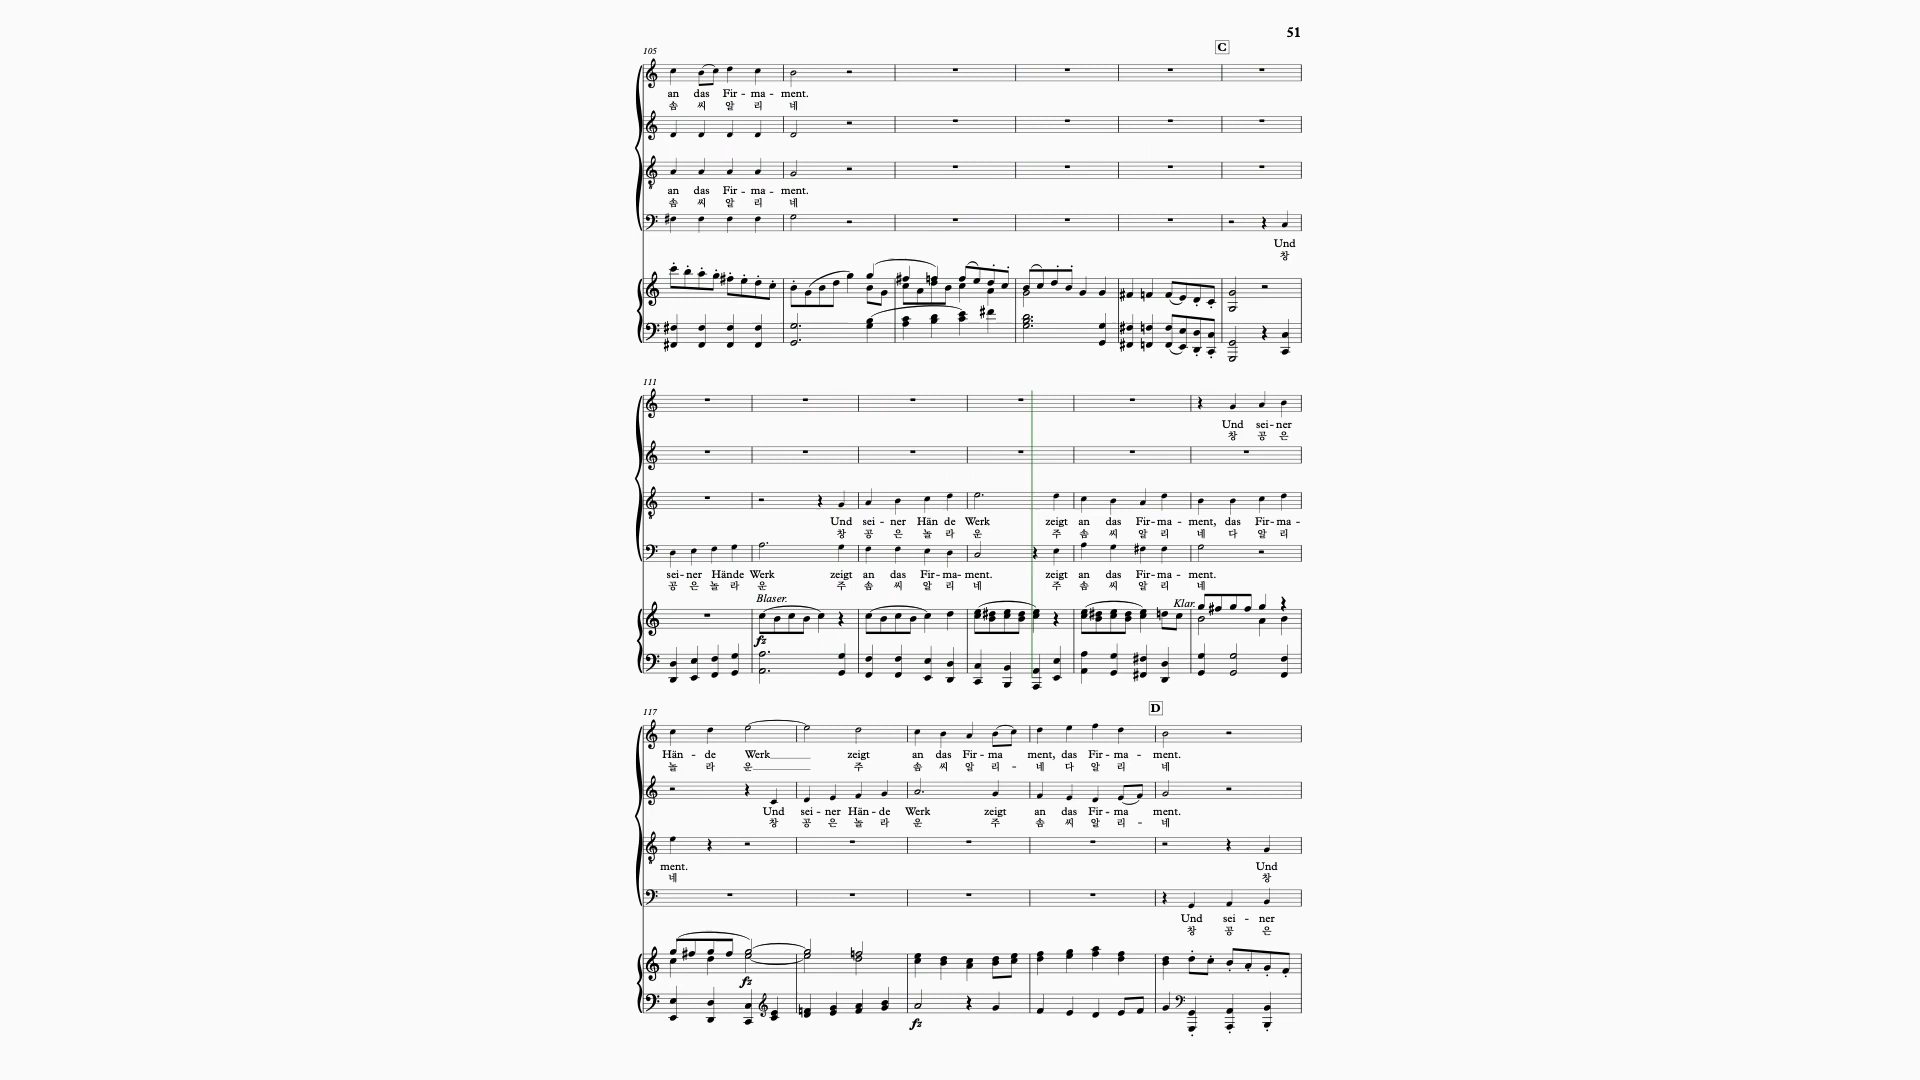 51
C
105
an das Fir - ma - ment.
솜 씨 알 리 네
an das Fir - ma - ment.
솜 씨 알 리 네
Und
창
111
Und sei - ner
창 공 은
Und sei - ner Hän de Werk zeigt an das Fir - ma - ment, das Fir - ma -
창 공 은 놀 라 운 주 솜 씨 알 리 네 다 알 리
sei - ner Hände Werk zeigt an das Fir - ma - ment. zeigt an das Fir - ma - ment.
공 은 놀 라 운 주 솜 씨 알 리 네 주 솜 씨 알 리 네
Blaser.
Klar.
fz
117
D
Hän - de Werk zeigt an das Fir - ma ment, das Fir - ma - ment.
놀 라 운 주 솜 씨 알 리 - 네 다 알 리 네
Und sei - ner Hän - de Werk zeigt an das Fir - ma ment.
창 공 은 놀 라 운 주 솜 씨 알 리 - 네
ment. Und
네 창
Und sei - ner
창 공 은
fz
fz